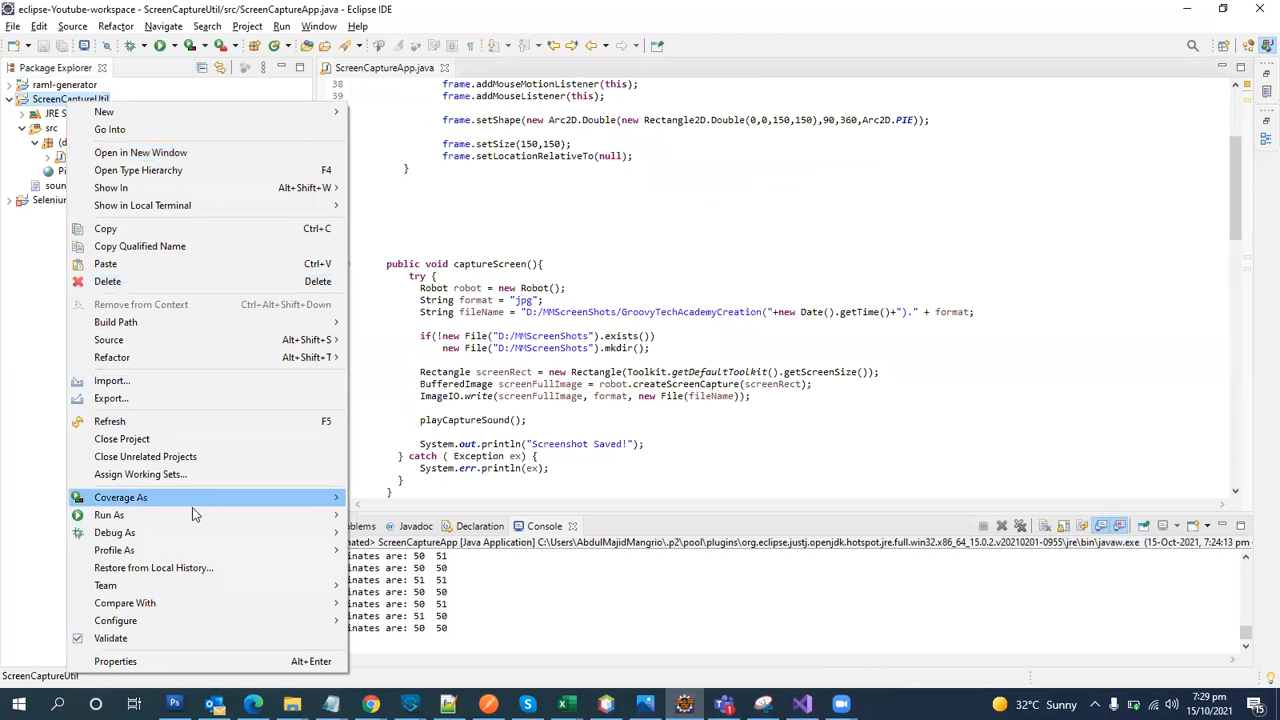 eclipse-Youtube-workspace - ScreenCaptureUtil/src/ScreenCaptureApp.java - Eclipse IDE
File Edit Source Refactor Navigate Search Project Run Window Help
Package Explorer
ScreenCaptureApp.java
raml-generator
ScreenCaptureUtil
JRE S
src
(d
Pi
soun
Seleniu
New
Go Into
Open in New Window
Open Type Hierarchy F4
Show In Alt+Shift+W
Show in Local Terminal
Copy Ctrl+C
Copy Qualified Name
Paste Ctrl+V
Delete Delete
Remove from Context Ctrl+Alt+Shift+Down
Build Path
Source Alt+Shift+S
Refactor Alt+Shift+T
Import...
Export...
Refresh F5
Close Project
Close Unrelated Projects
Assign Working Sets...
Coverage As
Run As
Debug As
Profile As
Restore from Local History...
Team
Compare With
Configure
Validate
Properties Alt+Enter
38 frame.addMouseMotionListener(this);
frame.addMouseListener(this);
frame.setShape(new Arc2D.Double(new Rectangle2D.Double(0,0,150,150),90,360,Arc2D.PIE));
frame.setSize(150,150);
frame.setLocationRelativeTo(null);
}
public void captureScreen(){
try {
Robot robot = new Robot();
String format = "jpg";
String fileName = "D:/MMScreenShots/GroovyTechAcademyCreation("+new Date().getTime()+")." + format;
if(!new File("D:/MMScreenShots").exists())
new File("D:/MMScreenShots").mkdir();
Rectangle screenRect = new Rectangle(Toolkit.getDefaultToolkit().getScreenSize());
BufferedImage screenFullImage = robot.createScreenCapture(screenRect);
ImageIO.write(screenFullImage, format, new File(fileName));
playCaptureSound();
System.out.println("Screenshot Saved!");
} catch ( Exception ex) {
System.err.println(ex);
}
}
oblems Javadoc Declaration Console
nated> ScreenCaptureApp [Java Application] C:\Users\AbdulMajidMangrio\.p2\pool\plugins\org.eclipse.justj.openjdk.hotspot.jre.full.win32.x86_64_15.0.2.v20210201-0955\jre\bin\javaw.exe (15-Oct-2021, 7:24:13 pm
inates are: 50 51
inates are: 50 50
inates are: 51 51
inates are: 50 50
inates are: 50 51
inates are: 51 50
inates are: 50 50
ScreenCaptureUtil
32°C Sunny
7:29 pm
15/10/2021
15